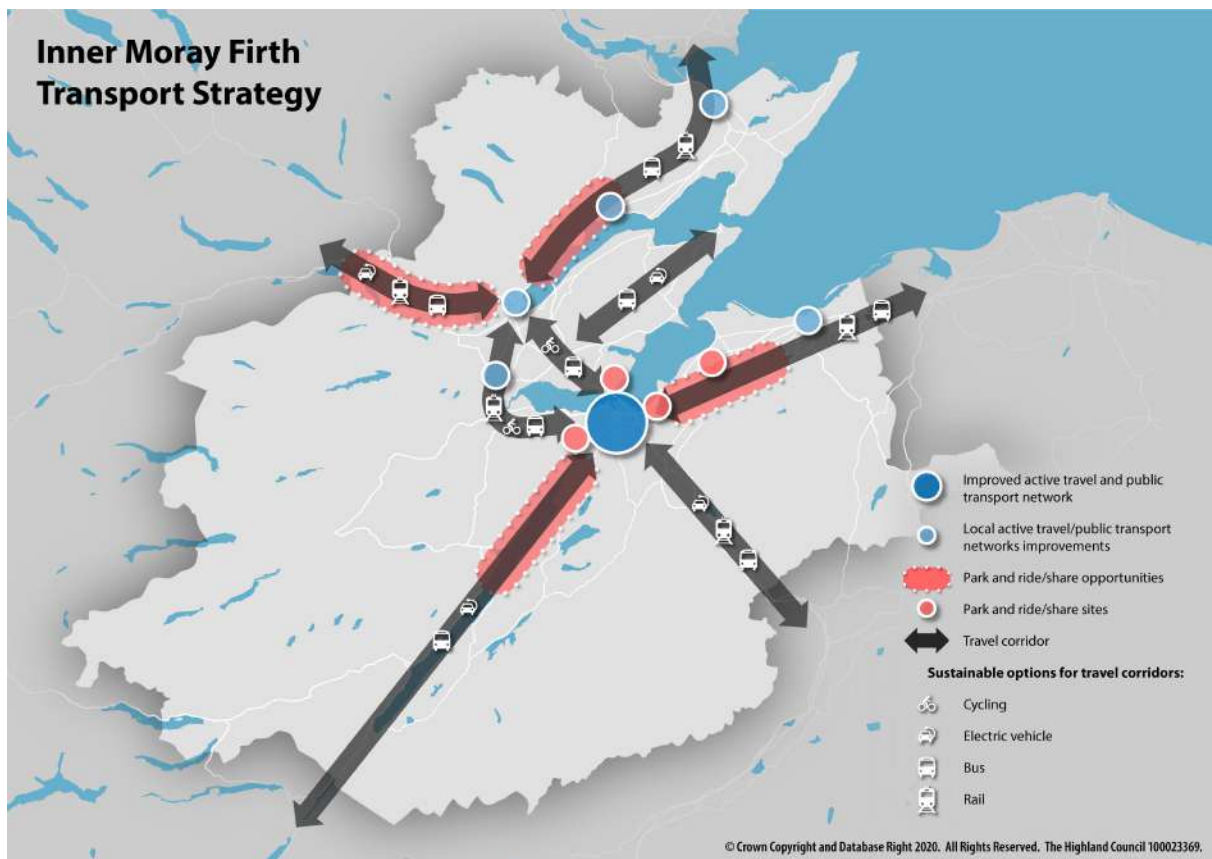 Inner Moray Firth
Transport Strategy
Improved active travel and public
transport network
Local active travel/public transport
networks improvements
Park and ride/share opportunities
Park and ride/share sites
Travel corridor
Sustainable options for travel corridors:
Cycling
Electric vehicle
Bus
Rail
© Crown Copyright and Database Right 2020. All Rights Reserved. The Highland Council 100023369.